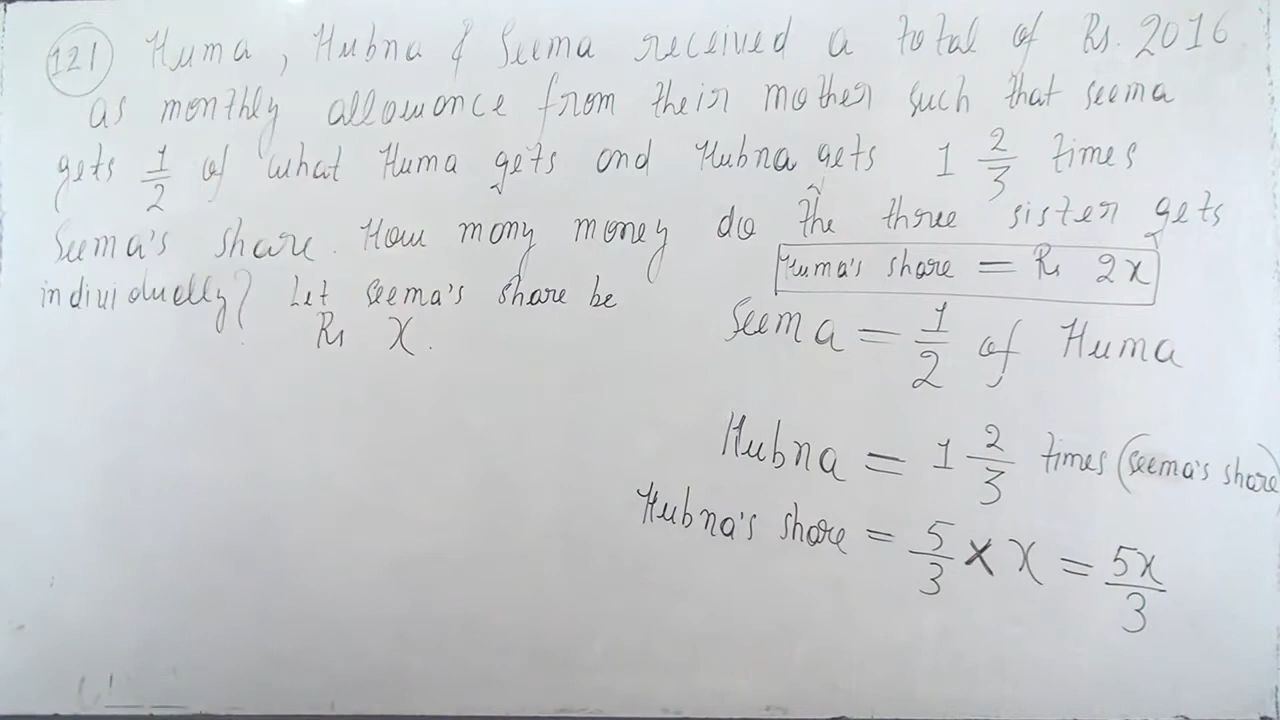 121 Huma, Hubna & Seema received a total of Rs. 2016
as monthly allowance from their mother such that seema
gets 1/2 of what Huma gets and Hubna gets 1 2/3 times
Seema's share. How many money do the three sister gets
individually? Let seema's share be
Rs x.
Huma's share = Rs 2x
Seema = 1/2 of Huma
Hubna = 1 2/3 times (seema's share)
Hubna's share = 5/3 × x = 5x/3